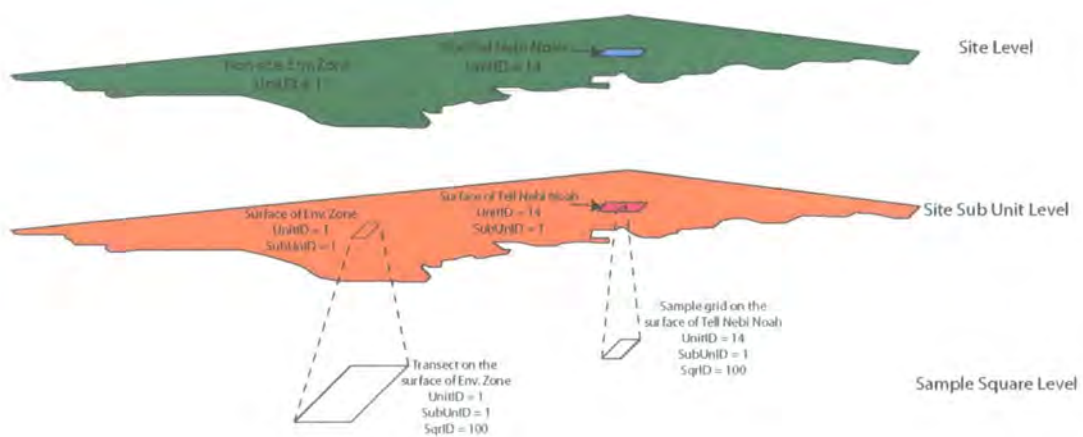 Site Level
Non-site Env. Zone
UnitID = 1
Tell Nebi Noah
UnitID = 14
Site Sub Unit Level
Surface of Env. Zone
UnitID = 1
SubUnID = 1
Surface of Tell Nebi Noah
UnitID = 14
SubUnID = 1
Sample grid on the
surface of Tell Nebi Noah
UnitID = 14
SubUnID = 1
SqrID = 100
Transect on the
surface of Env. Zone
UnitID = 1
SubUnID = 1
SqrID = 100
Sample Square Level